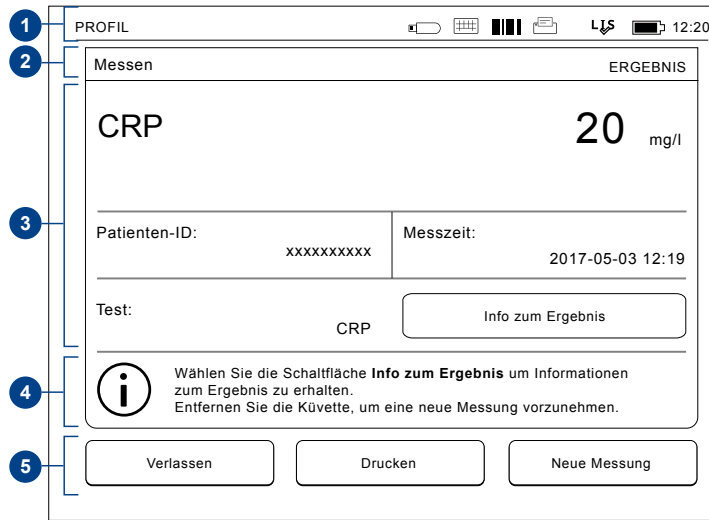 1 PROFIL LIS 12:20
2 Messen ERGEBNIS
3
CRP 20 mg/l
Patienten-ID: Messzeit:
xxxxxxxxxx 2017-05-03 12:19
Test: Info zum Ergebnis
CRP
4
Wählen Sie die Schaltfläche Info zum Ergebnis um Informationen
zum Ergebnis zu erhalten.
Entfernen Sie die Küvette, um eine neue Messung vorzunehmen.
5 Verlassen Drucken Neue Messung